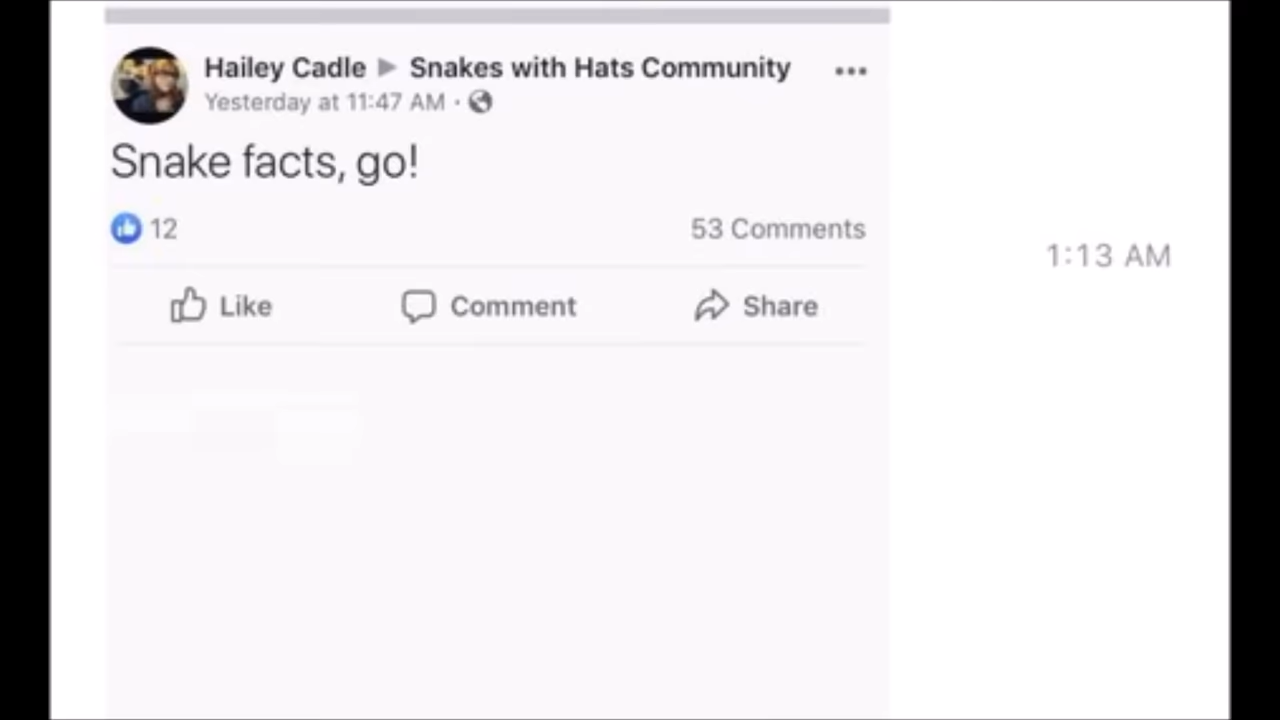 Hailey Cadle ▶ Snakes with Hats Community
Yesterday at 11:47 AM ·
Snake facts, go!
12 53 Comments
1:13 AM
Like Comment Share